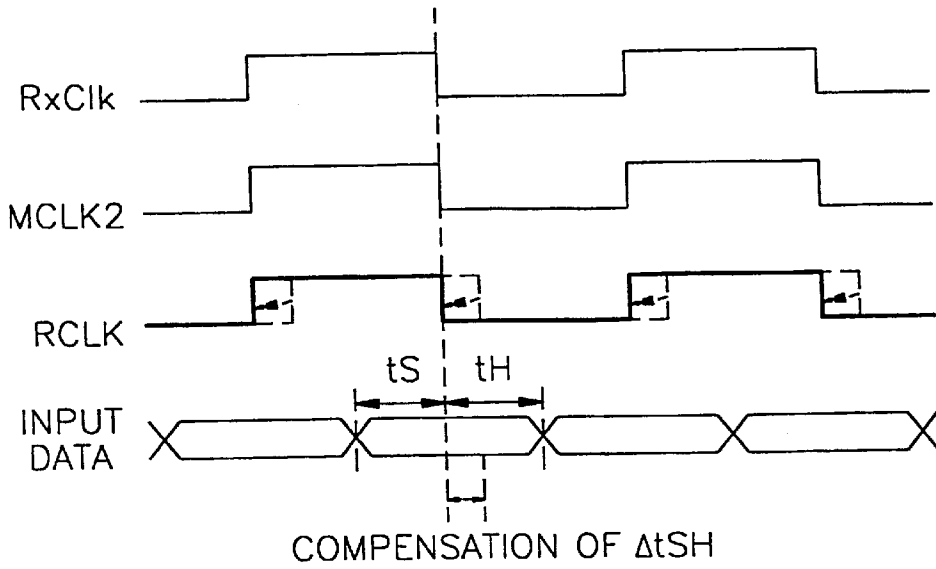 RxClk
MCLK2
RCLK
tS tH
INPUT
DATA
COMPENSATION OF ΔtSH